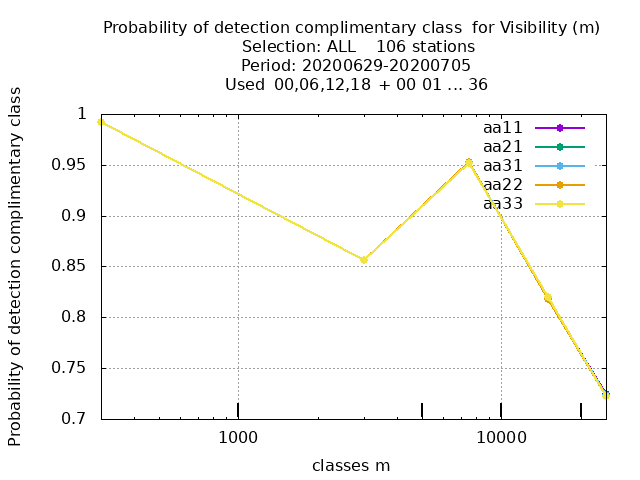 Probability of detection complimentary class  for Visibility (m)
Selection: ALL    106 stations
Period: 20200629-20200705
Used  00,06,12,18 + 00 01 ... 36
Probability of detection complimentary class
1
0.95
0.9
0.85
0.8
0.75
0.7
aa11
aa21
aa31
aa22
aa33
1000
10000
classes m